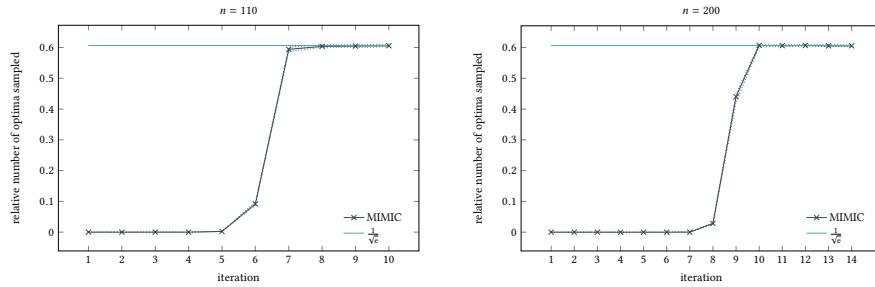 n = 110
relative number of optima sampled
0.6
0.5
0.4
0.3
0.2
0.1
0
MIMIC
1/√e
1 2 3 4 5 6 7 8 9 10
iteration
n = 200
relative number of optima sampled
0.6
0.5
0.4
0.3
0.2
0.1
0
MIMIC
1/√e
1 2 3 4 5 6 7 8 9 10 11 12 13 14
iteration